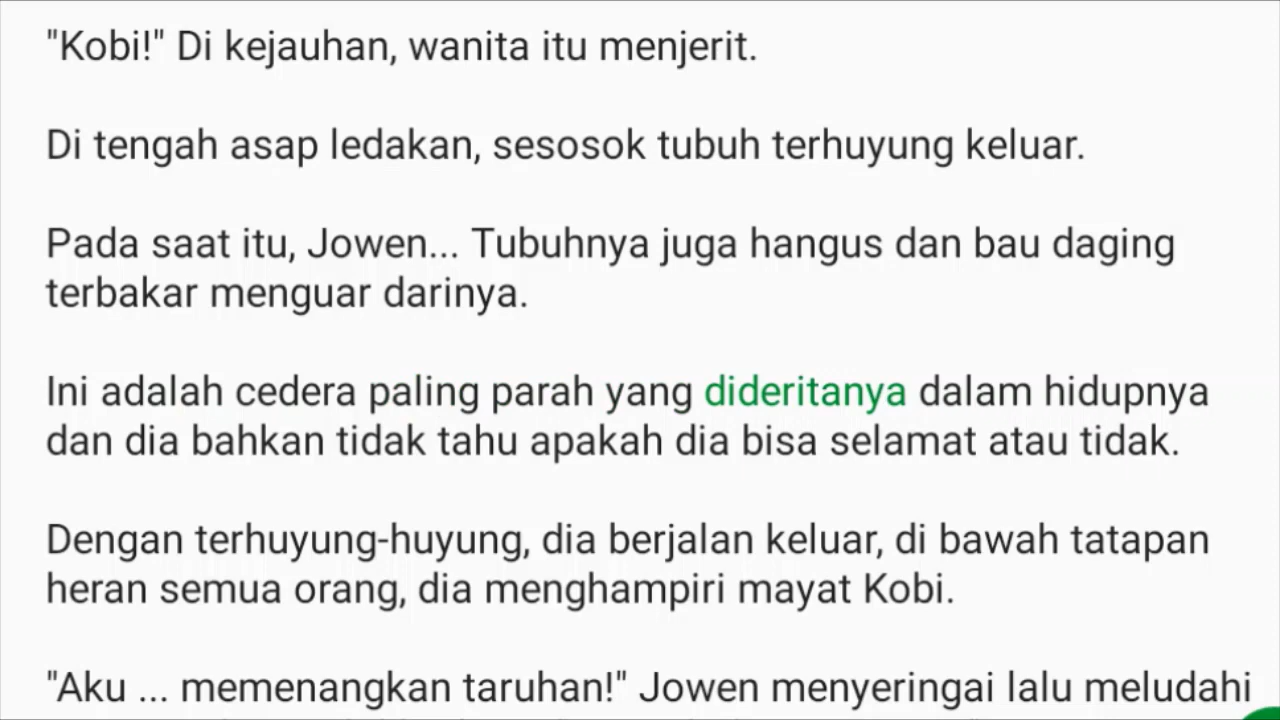 "Kobi!" Di kejauhan, wanita itu menjerit.
Di tengah asap ledakan, sesosok tubuh terhuyung keluar.
Pada saat itu, Jowen... Tubuhnya juga hangus dan bau daging
terbakar menguar darinya.
Ini adalah cedera paling parah yang dideritanya dalam hidupnya
dan dia bahkan tidak tahu apakah dia bisa selamat atau tidak.
Dengan terhuyung-huyung, dia berjalan keluar, di bawah tatapan
heran semua orang, dia menghampiri mayat Kobi.
"Aku ... memenangkan taruhan!" Jowen menyeringai lalu meludahi